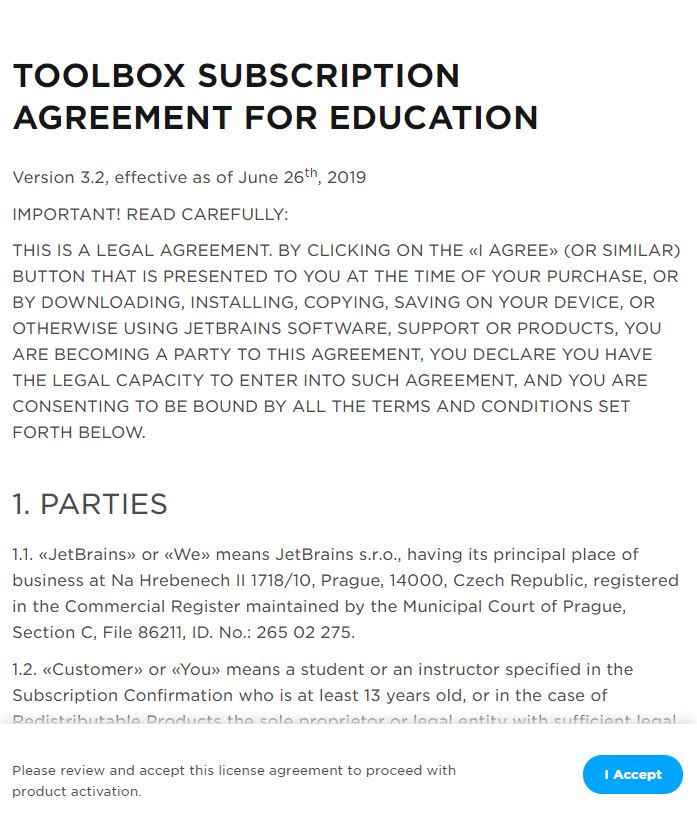 TOOLBOX SUBSCRIPTION
AGREEMENT FOR EDUCATION
Version 3.2, effective as of June 26th, 2019
IMPORTANT! READ CAREFULLY:
THIS IS A LEGAL AGREEMENT. BY CLICKING ON THE «I AGREE» (OR SIMILAR)
BUTTON THAT IS PRESENTED TO YOU AT THE TIME OF YOUR PURCHASE, OR
BY DOWNLOADING, INSTALLING, COPYING, SAVING ON YOUR DEVICE, OR
OTHERWISE USING JETBRAINS SOFTWARE, SUPPORT OR PRODUCTS, YOU
ARE BECOMING A PARTY TO THIS AGREEMENT, YOU DECLARE YOU HAVE
THE LEGAL CAPACITY TO ENTER INTO SUCH AGREEMENT, AND YOU ARE
CONSENTING TO BE BOUND BY ALL THE TERMS AND CONDITIONS SET
FORTH BELOW.
1. PARTIES
1.1. «JetBrains» or «We» means JetBrains s.r.o., having its principal place of
business at Na Hrebenech II 1718/10, Prague, 14000, Czech Republic, registered
in the Commercial Register maintained by the Municipal Court of Prague,
Section C, File 86211, ID. No.: 265 02 275.
1.2. «Customer» or «You» means a student or an instructor specified in the
Subscription Confirmation who is at least 13 years old, or in the case of
Redistributable Products the sole proprietor or legal entity with sufficient legal
Please review and accept this license agreement to proceed with
product activation.
I Accept